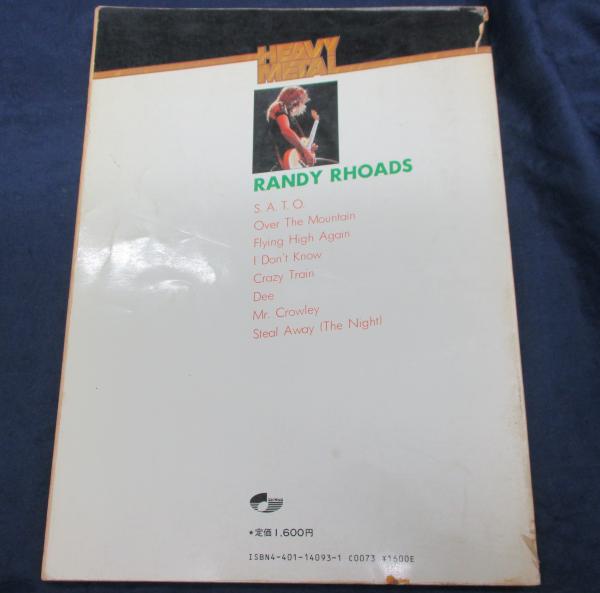 HEAVY
METAL
RANDY RHOADS
S. A. T. O.
Over The Mountain
Flying High Again
I Don't Know
Crazy Train
Dee
Mr. Crowley
Steal Away (The Night)
*定価1,600円
ISBN4-401-14093-1 C0073 ¥1600E